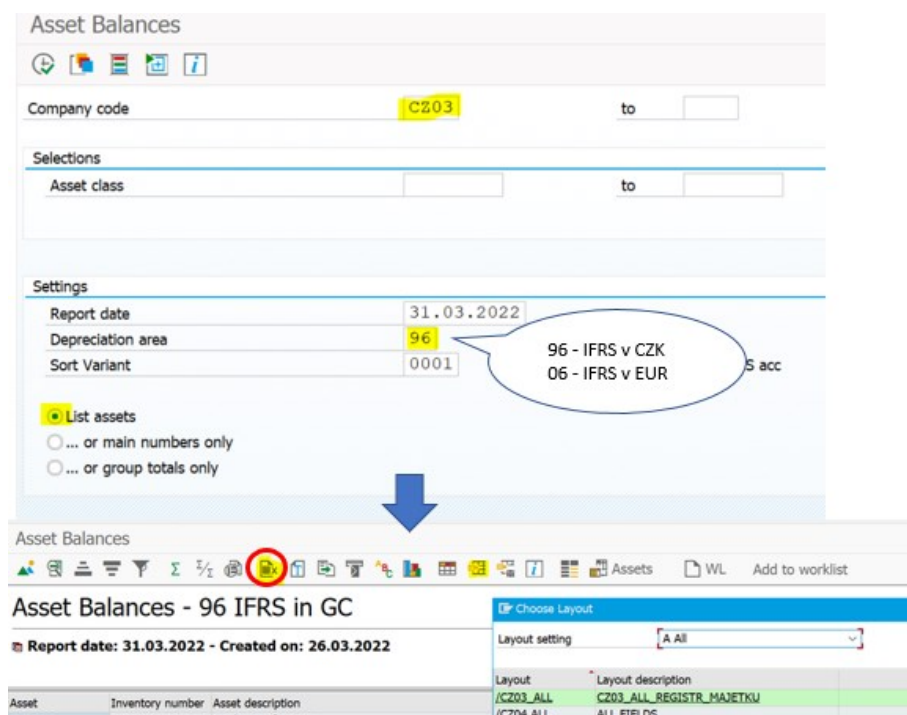 Asset Balances
Company code CZ03 to
Selections
Asset class to
Settings
Report date 31.03.2022
Depreciation area 96
Sort Variant 0001 S acc
96 - IFRS v CZK
06 - IFRS v EUR
List assets
... or main numbers only
... or group totals only
Asset Balances
Assets WL Add to worklist
Asset Balances - 96 IFRS in GC
Choose Layout
Report date: 31.03.2022 - Created on: 26.03.2022
Layout setting A All
Layout Layout description
Asset Inventory number Asset description
/CZ03_ALL CZ03_ALL_REGISTR_MAJETKU
/CZ04 ALL ALL FIELDS